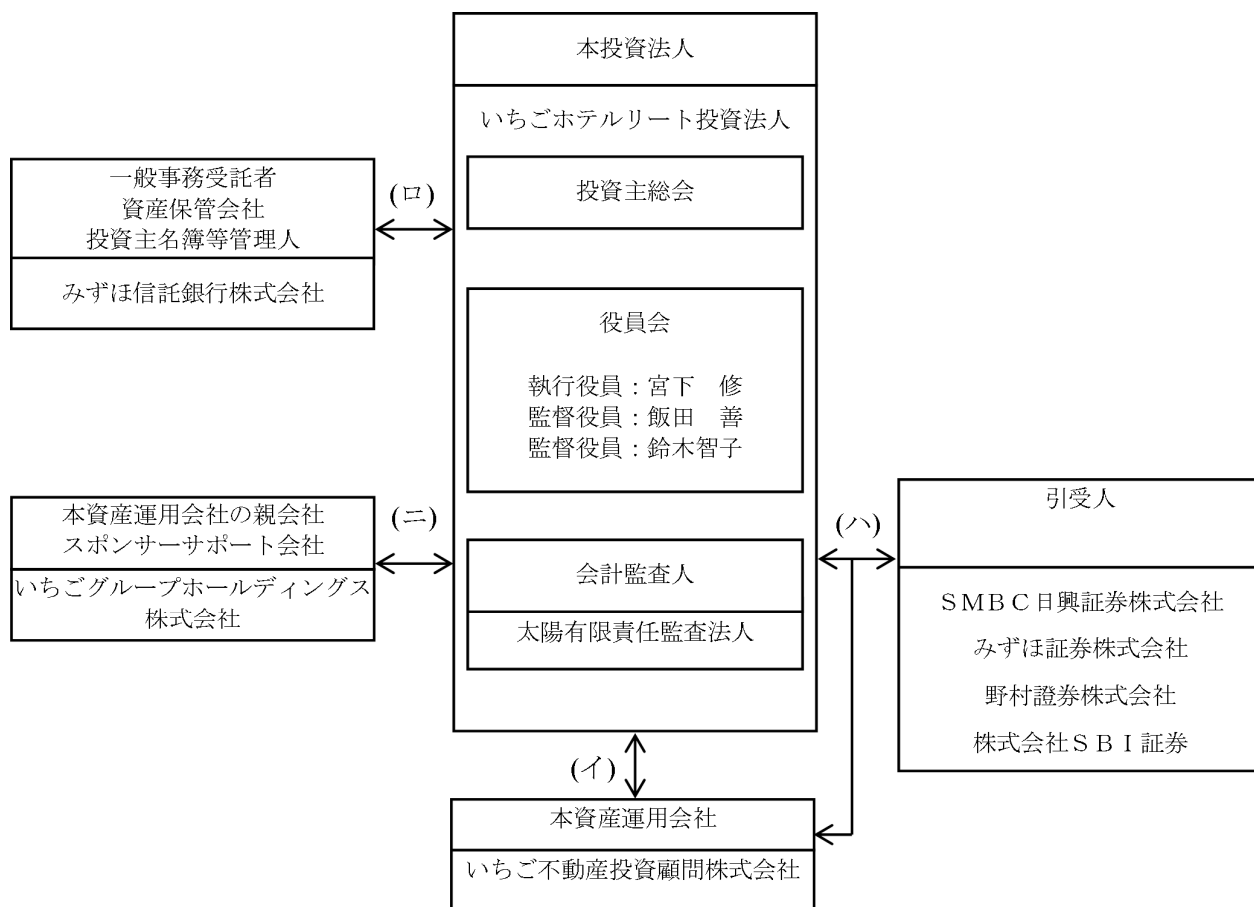 本投資法人
いちごホテルリート投資法人
投資主総会
役員会
執行役員：宮下　修
監督役員：飯田　善
監督役員：鈴木智子
会計監査人
太陽有限責任監査法人
一般事務受託者
資産保管会社
投資主名簿等管理人
みずほ信託銀行株式会社
(ロ)
本資産運用会社の親会社
スポンサーサポート会社
いちごグループホールディングス
株式会社
(ニ)
(ハ)
引受人
ＳＭＢＣ日興証券株式会社
みずほ証券株式会社
野村證券株式会社
株式会社ＳＢＩ証券
(イ)
本資産運用会社
いちご不動産投資顧問株式会社